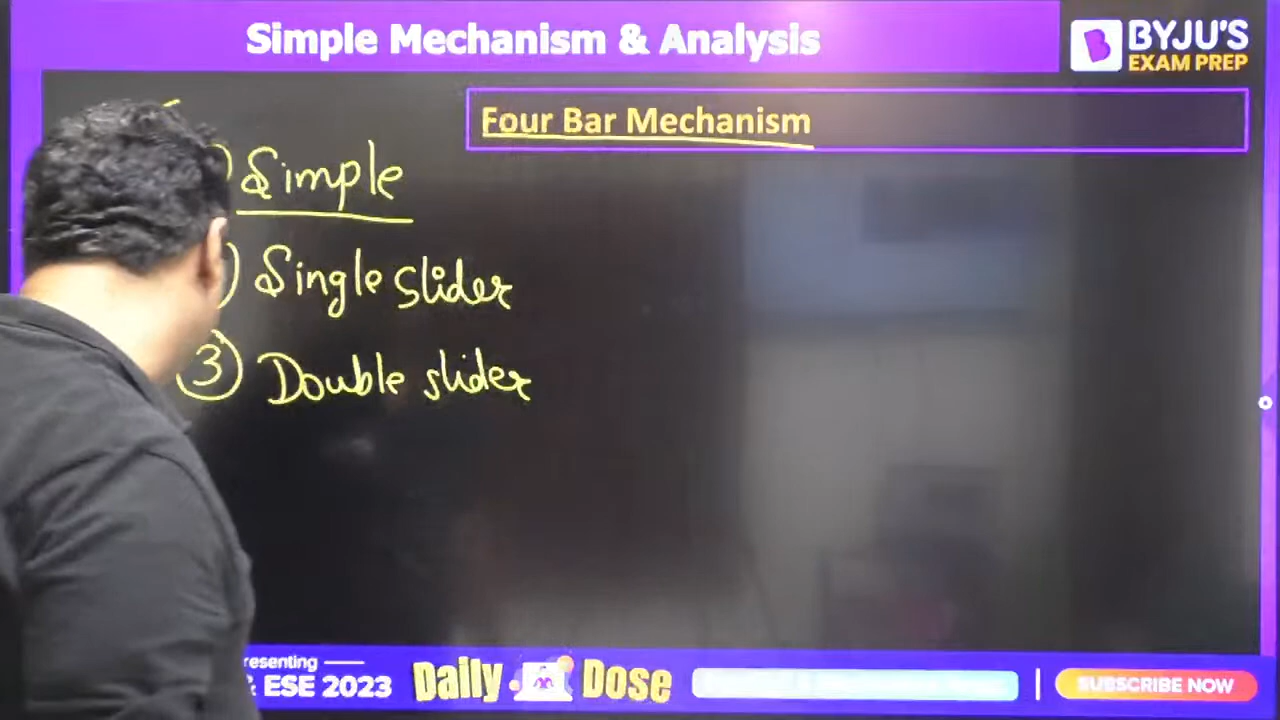 Simple Mechanism & Analysis
BYJU'S
EXAM PREP
Four Bar Mechanism
) Simple
) Single slider
3) Double slider
resenting
& ESE 2023
Daily Dose
SUBSCRIBE NOW